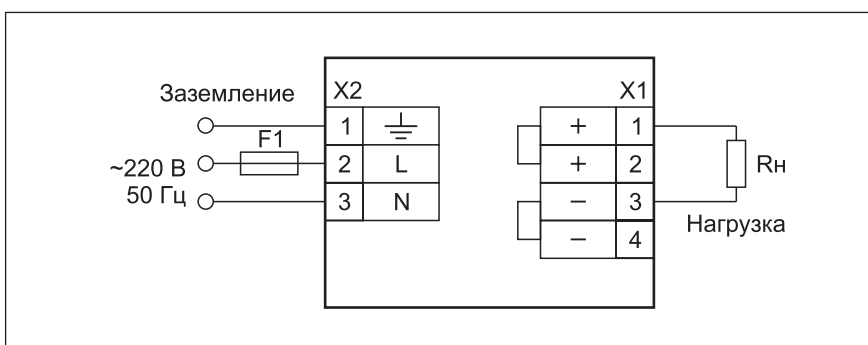 Заземление
~220 В
50 Гц
F1
X2
1
2 L
3 N
X1
+ 1
+ 2
– 3
– 4
Rн
Нагрузка